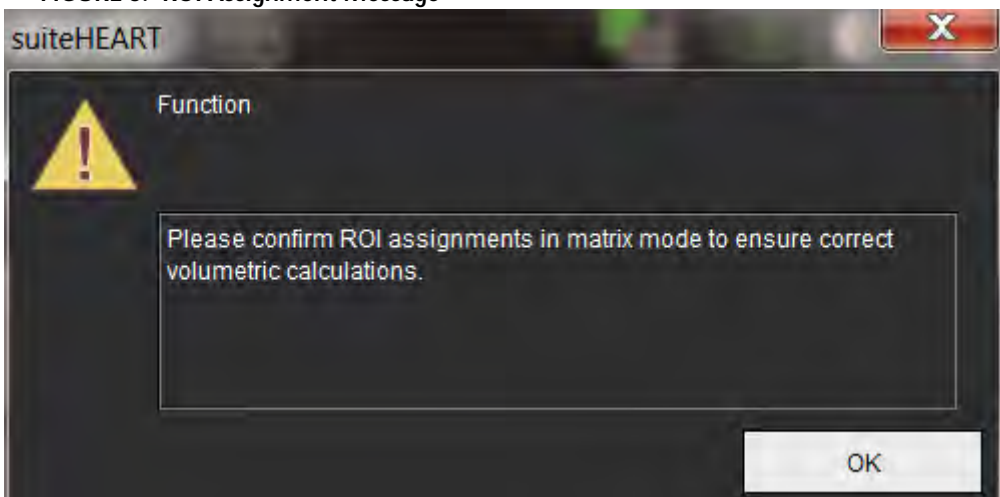 suiteHEART
X
Function
!
Please confirm ROI assignments in matrix mode to ensure correct
volumetric calculations.
OK